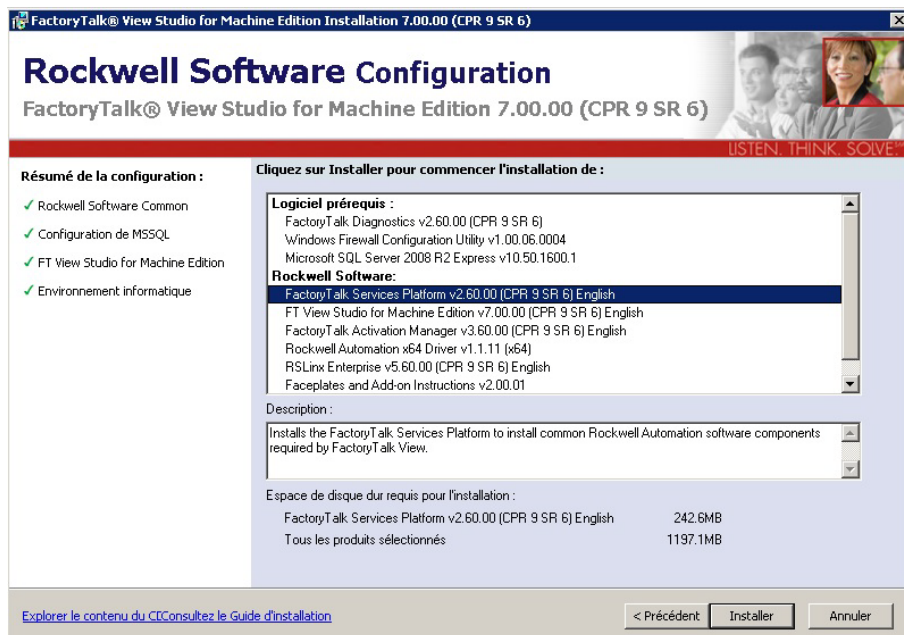 FactoryTalk® View Studio for Machine Edition Installation 7.00.00 (CPR 9 SR 6)
Rockwell Software Configuration
FactoryTalk® View Studio for Machine Edition 7.00.00 (CPR 9 SR 6)
LISTEN. THINK. SOLVE.℠
Résumé de la configuration :
✓ Rockwell Software Common
✓ Configuration de MSSQL
✓ FT View Studio for Machine Edition
✓ Environnement informatique
Cliquez sur Installer pour commencer l'installation de :
Logiciel prérequis :
FactoryTalk Diagnostics v2.60.00 (CPR 9 SR 6)
Windows Firewall Configuration Utility v1.00.06.0004
Microsoft SQL Server 2008 R2 Express v10.50.1600.1
Rockwell Software:
FactoryTalk Services Platform v2.60.00 (CPR 9 SR 6) English
FT View Studio for Machine Edition v7.00.00 (CPR 9 SR 6) English
FactoryTalk Activation Manager v3.60.00 (CPR 9 SR 6) English
Rockwell Automation x64 Driver v1.1.11 (x64)
RSLinx Enterprise v5.60.00 (CPR 9 SR 6) English
Faceplates and Add-on Instructions v2.00.01
Description :
Installs the FactoryTalk Services Platform to install common Rockwell Automation software components
required by FactoryTalk View.
Espace de disque dur requis pour l'installation :
FactoryTalk Services Platform v2.60.00 (CPR 9 SR 6) English 242.6MB
Tous les produits sélectionnés 1197.1MB
Explorer le contenu du CDConsultez le Guide d'installation
< Précédent
Installer
Annuler